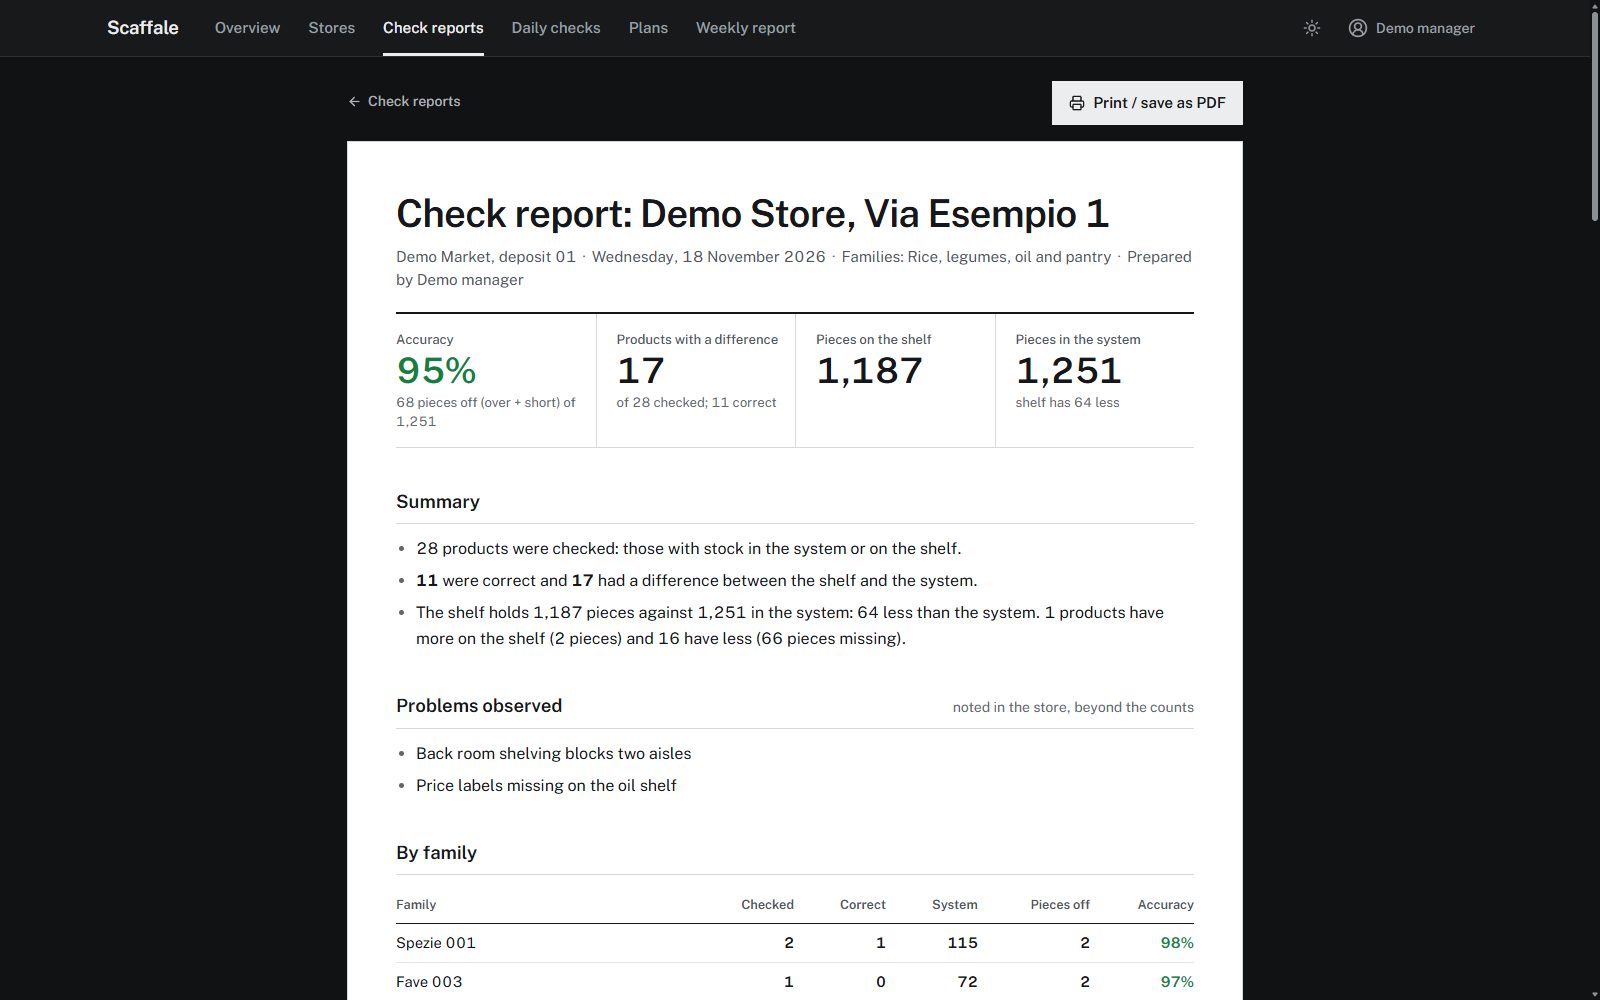 Scaffale Overview Stores Check reports Daily checks Plans Weekly report Demo manager
Check reports Print / save as PDF
Check report: Demo Store, Via Esempio 1
Demo Market, deposit 01 · Wednesday, 18 November 2026 · Families: Rice, legumes, oil and pantry · Prepared
by Demo manager
Accuracy Products with a difference Pieces on the shelf Pieces in the system
95% 17 1,187 1,251
68 pieces off (over + short) of of 28 checked; 11 correct shelf has 64 less
1,251
Summary
28 products were checked: those with stock in the system or on the shelf.
11 were correct and 17 had a difference between the shelf and the system.
The shelf holds 1,187 pieces against 1,251 in the system: 64 less than the system. 1 products have
more on the shelf (2 pieces) and 16 have less (66 pieces missing).
Problems observed noted in the store, beyond the counts
Back room shelving blocks two aisles
Price labels missing on the oil shelf
By family
Family Checked Correct System Pieces off Accuracy
Spezie 001 2 1 115 2 98%
Fave 003 1 0 72 2 97%